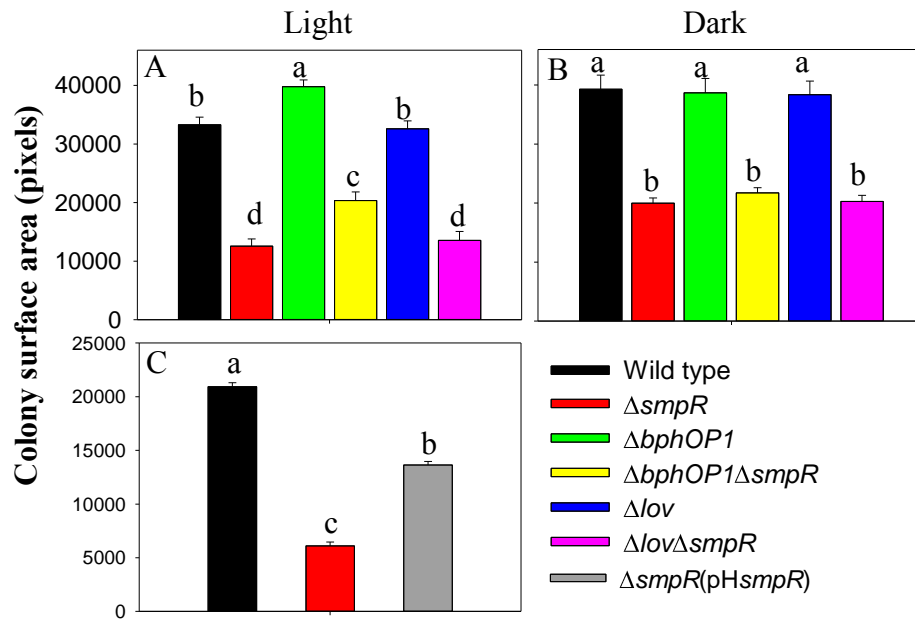 Light
Dark
Colony surface area (pixels)
A
40000
30000
20000
10000
0
b
d
a
c
b
d
B
a
b
a
b
a
b
C
25000
20000
15000
10000
5000
0
a
c
b
Wild type
ΔsmpR
ΔbphOP1
ΔbphOP1ΔsmpR
Δlov
ΔlovΔsmpR
ΔsmpR(pHsmpR)